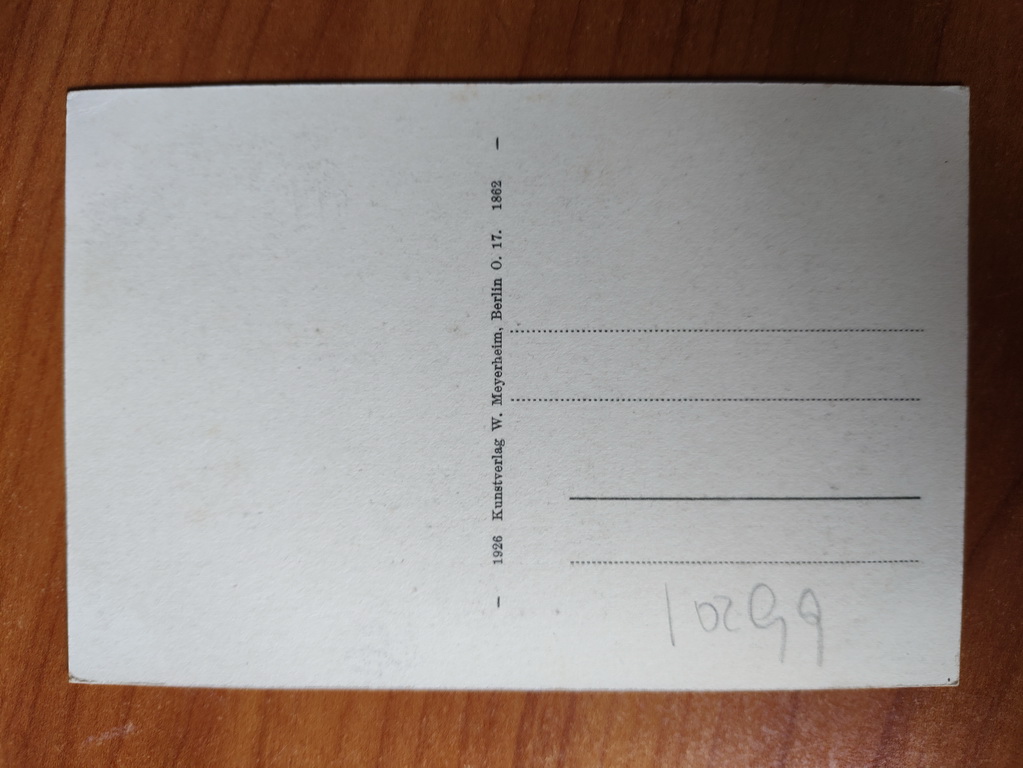 — 1926 Kunstverlag W. Meyerheim, Berlin O. 17. 1862 —